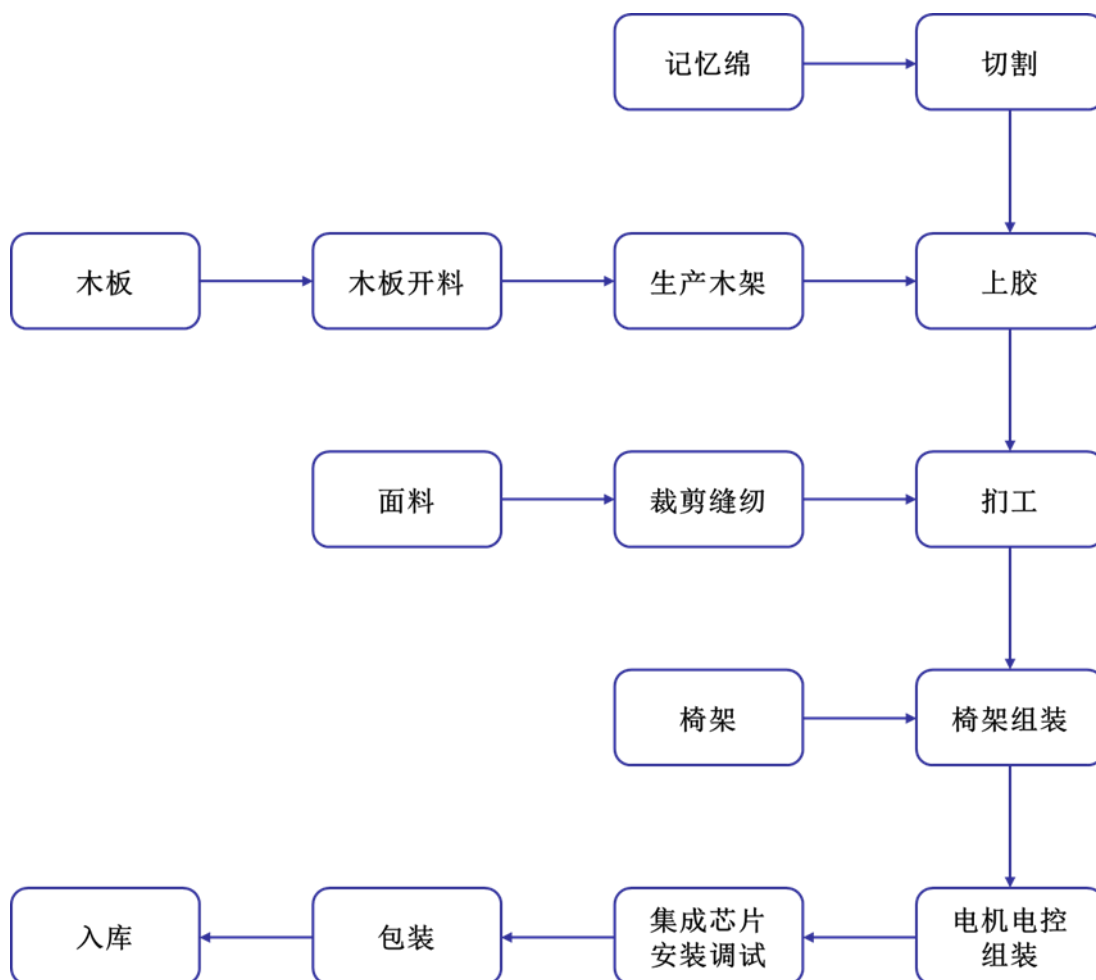 记忆绵
切割
木板
木板开料
生产木架
上胶
面料
裁剪缝纫
扪工
椅架
椅架组装
入库
包装
集成芯片
安装调试
电机电控
组装